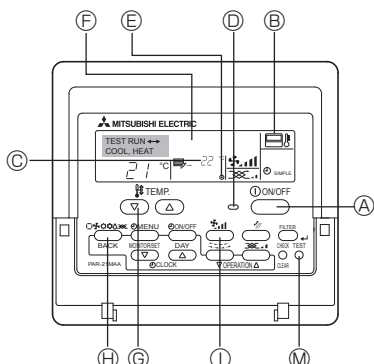 F E D B
MITSUBISHI ELECTRIC
TEST RUN
COOL, HEAT
C
21 °C
22 °C
SIMPLE
TEMP.
ON/OFF
A
MENU
ON/OFF
FILTER
BACK
MONITOR/SET
DAY
CHECK TEST
PAR-21MAA
CLOCK
OPERATION
CLEAR
H G I M